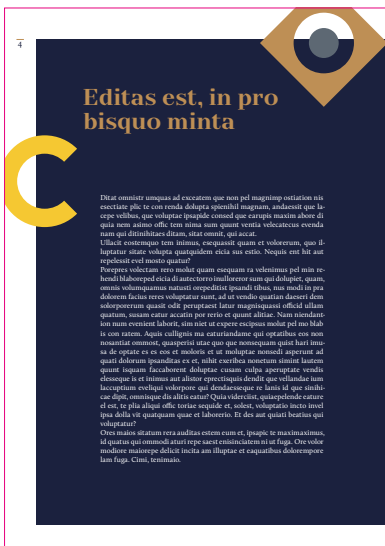 4
Editas est, in pro
bisquo minta
Ditat omnistr umquas ad exceatem que non pel magnimp ostiation nis
esectiate plic te con renda dolupta spienihil magnam, andaessit que la-
cepe velibus, que voluptae ipsapide consed que earupis maxim abore di
quia nem asimo offic tem nima sum quunt ventia velecatecus evenda
nam qui ditinihitaes ditam, sitat omnit, qui accat.
Ullacit eostemquo tem inimus, esequassit quam et volorerum, quo il-
luptatur sitate volupta quatquidem eicia sus estio. Nequis ent hit aut
repelessit evel mosto quatur?
Porepres volectam rero molut quam esequam ra velenimus pel min re-
hendi blaboreped eicia di autectorro inulloreror sum qui dolupiet, quam,
omnis volumquamus natusti orepeditist ipsandi tibus, nus modi in pra
dolorem facius reres voluptatur sunt, ad ut vendio quatian daeseri dem
solorporerum quasit odit peruptaest latur magnisquassi officid ullam
quatum, susam eatur accatin por rerio et quunt alitiae. Nam niendant-
ion num evenient laborit, sim niet ut expere escipsus molut pel mo blab
is con ratem. Aquis cullignis ma eaturiandame qui optatibus eos non
nosantiat ommost, quasperisi utae quo que nonsequam quist hari imu-
sa de optate es es eos et moloris et ut moluptae nonsedi asperunt ad
quati dolorum ipsanditas ex et, nihit exeribea nonetum simint lautem
quunt isquam faccaborent doluptae cusam culpa aperuptate vendis
elesseque is et inimus aut alistor eprectisquis dendit que vellandae ium
laccuptium eveliqui volorpore qui dendaesseque re lanis id que sinihi-
cae dipit, omnisque dis alitis eatur? Quia viderciist, quiaepelende eature
el est, te plia aliqui offic toriae sequide et, solest, voluptatio incto invel
ipsa dolla vit quatquam quae et laborerio. Et des aut quiati beatius qui
voluptatur?
Ores maios sitatum rera auditas estem eum et, ipsapic te maximaximus,
id quatus qui ommodi aturi repe saest enisinciatem ni ut fuga. Ore volor
modiore maiorepe delicit incita am illuptae et eaquatibus dolorempore
lam fuga. Cimi, tenimaio.